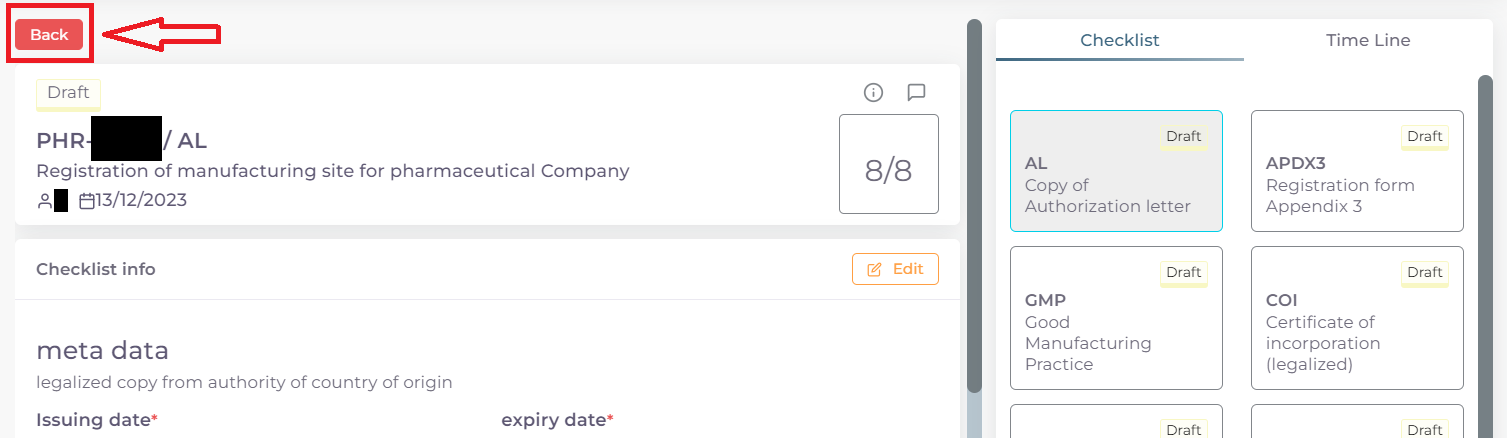 Back
Draft
PHR- / AL
Registration of manufacturing site for pharmaceutical Company
13/12/2023
8/8
Checklist info
Edit
meta data
legalized copy from authority of country of origin
Issuing date*
expiry date*
Checklist
Time Line
Draft
AL
Copy of
Authorization letter
Draft
APDX3
Registration form
Appendix 3
Draft
GMP
Good
Manufacturing
Practice
Draft
COI
Certificate of
incorporation
(legalized)
Draft
Draft